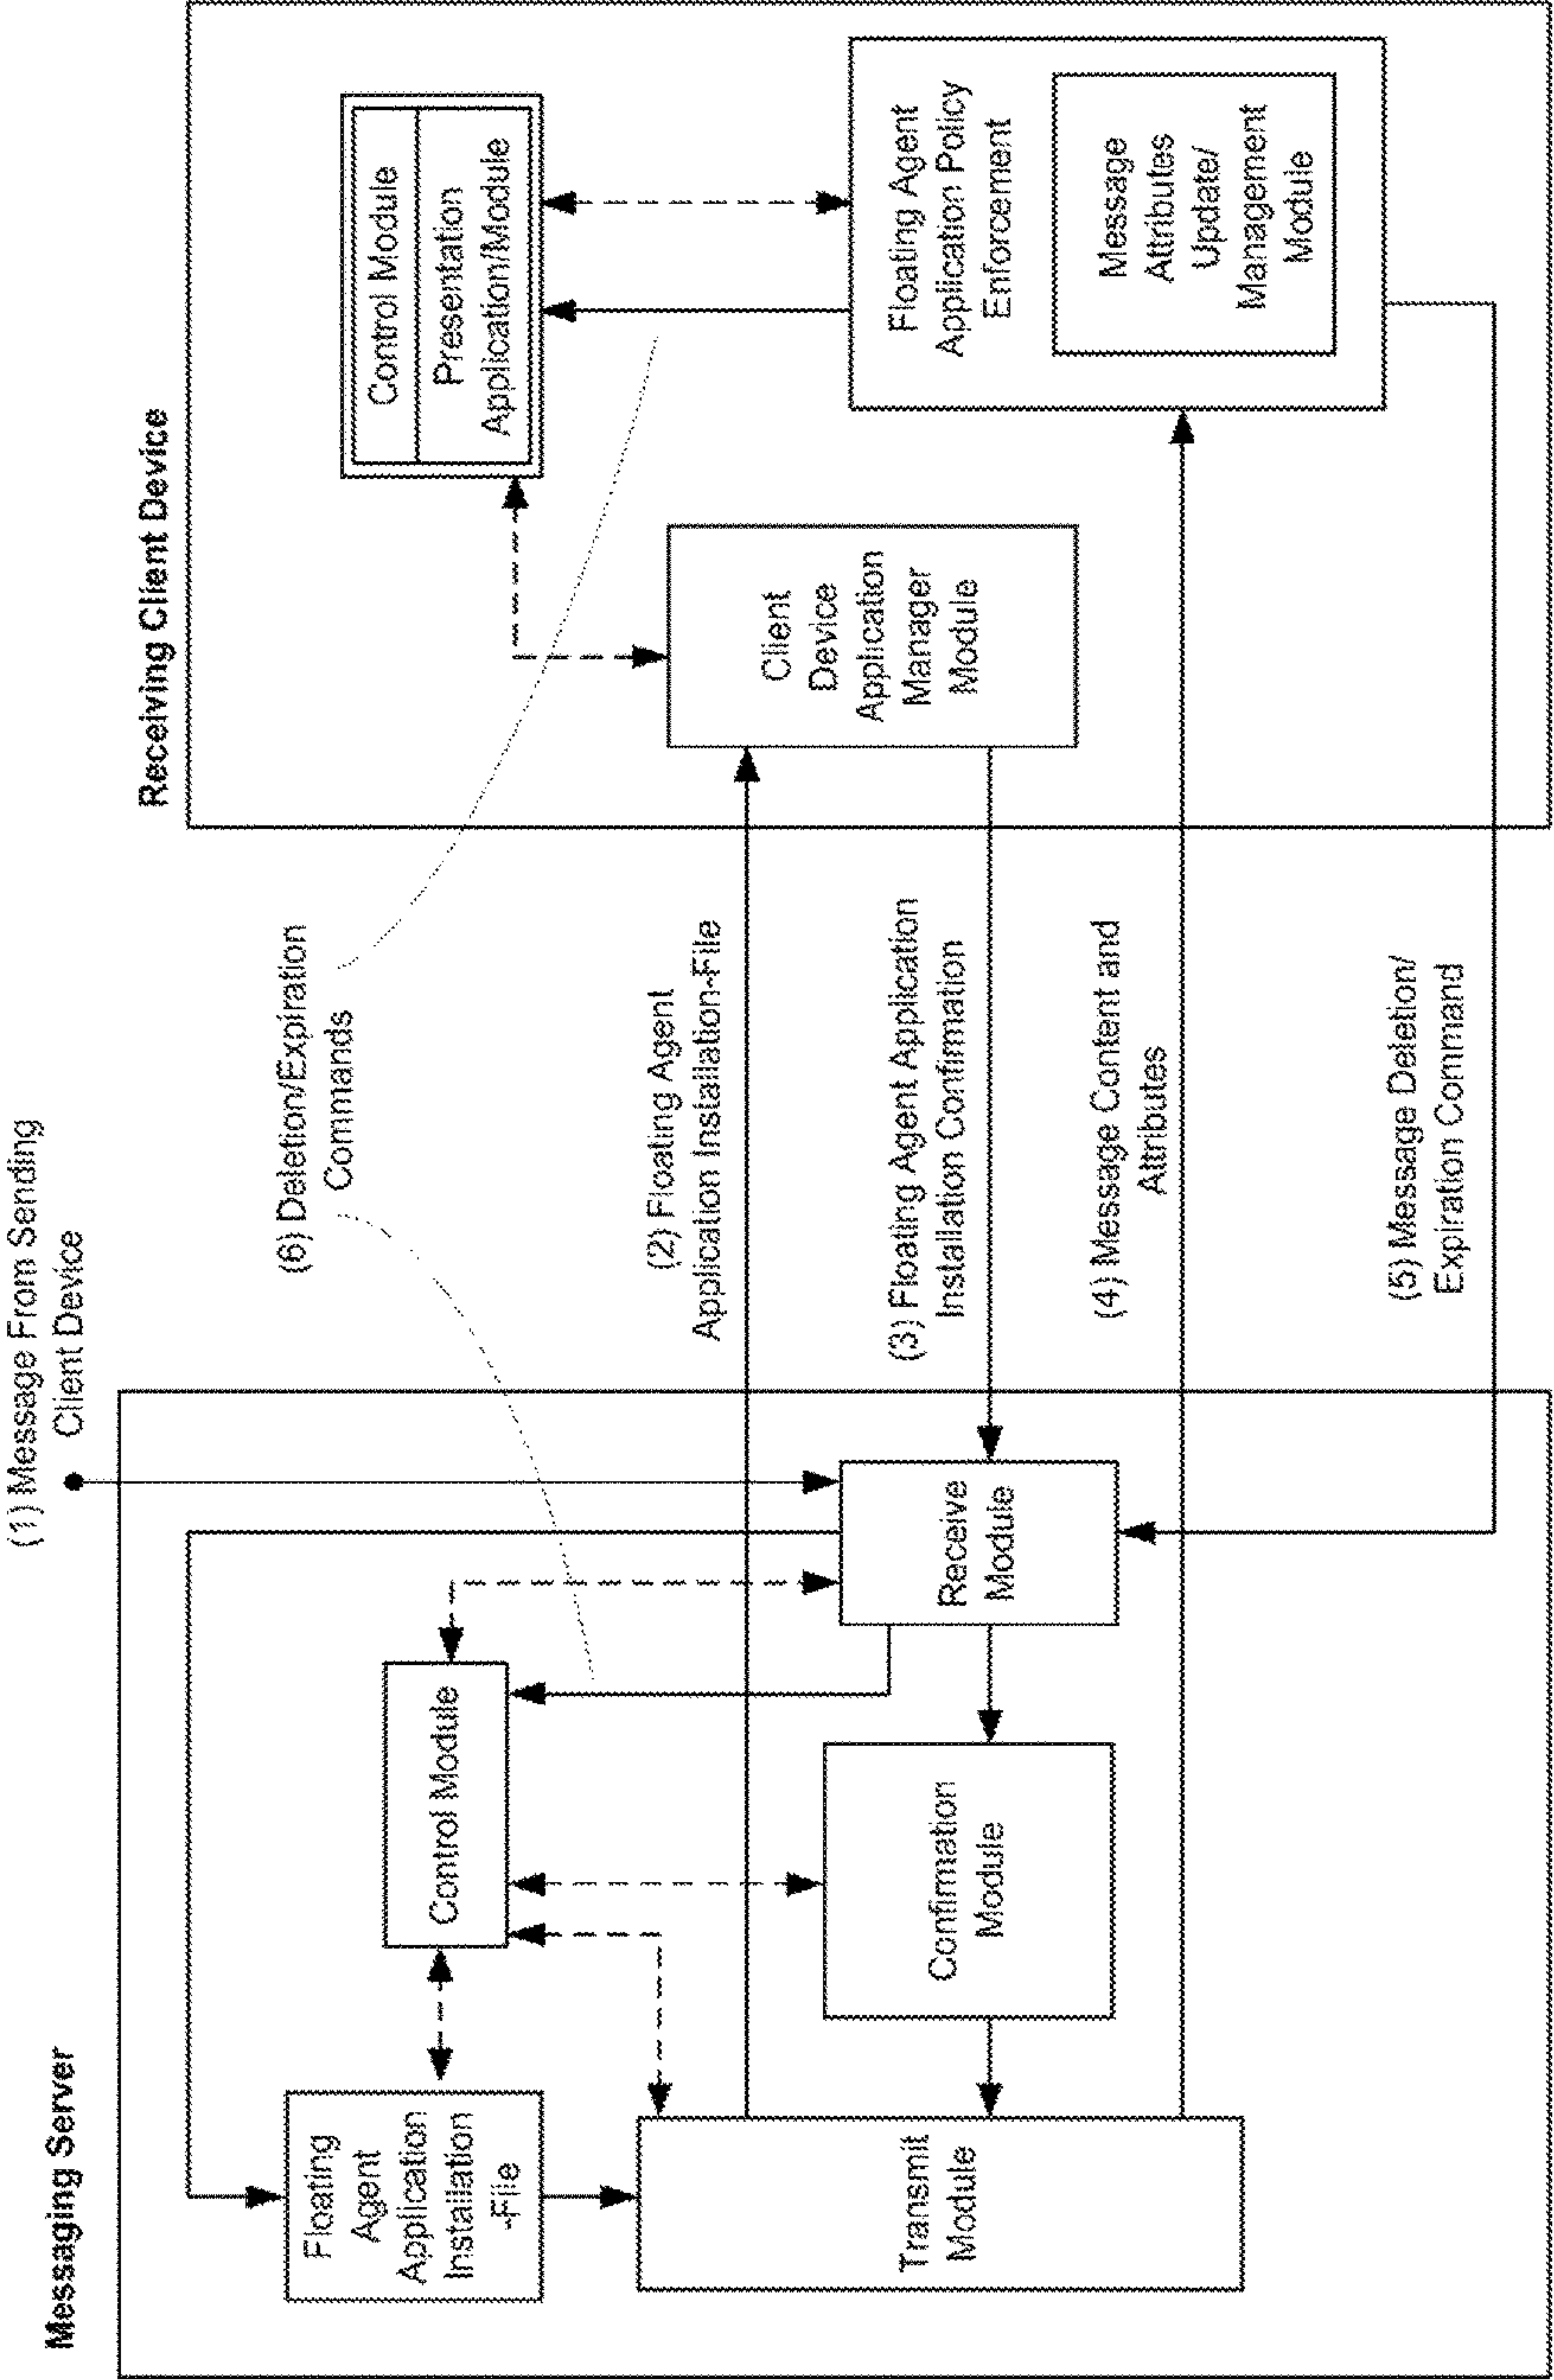 Messaging Server
(1) Message From Sending
Client Device
Receiving Client Device
Floating
Agent
Application
Installation
-File
Control Module
(6) Deletion/Expiration
Commands
Control Module
Presentation
Application/Module
Transmit
Module
Confirmation
Module
Receive
Module
(2) Floating Agent
Application Installation-File
(3) Floating Agent Application
Installation Confirmation
(4) Message Content and
Attributes
(5) Message Deletion/
Expiration Command
Client
Device
Application
Manager
Module
Floating Agent
Application Policy
Enforcement
Message
Attributes
Update/
Management
Module